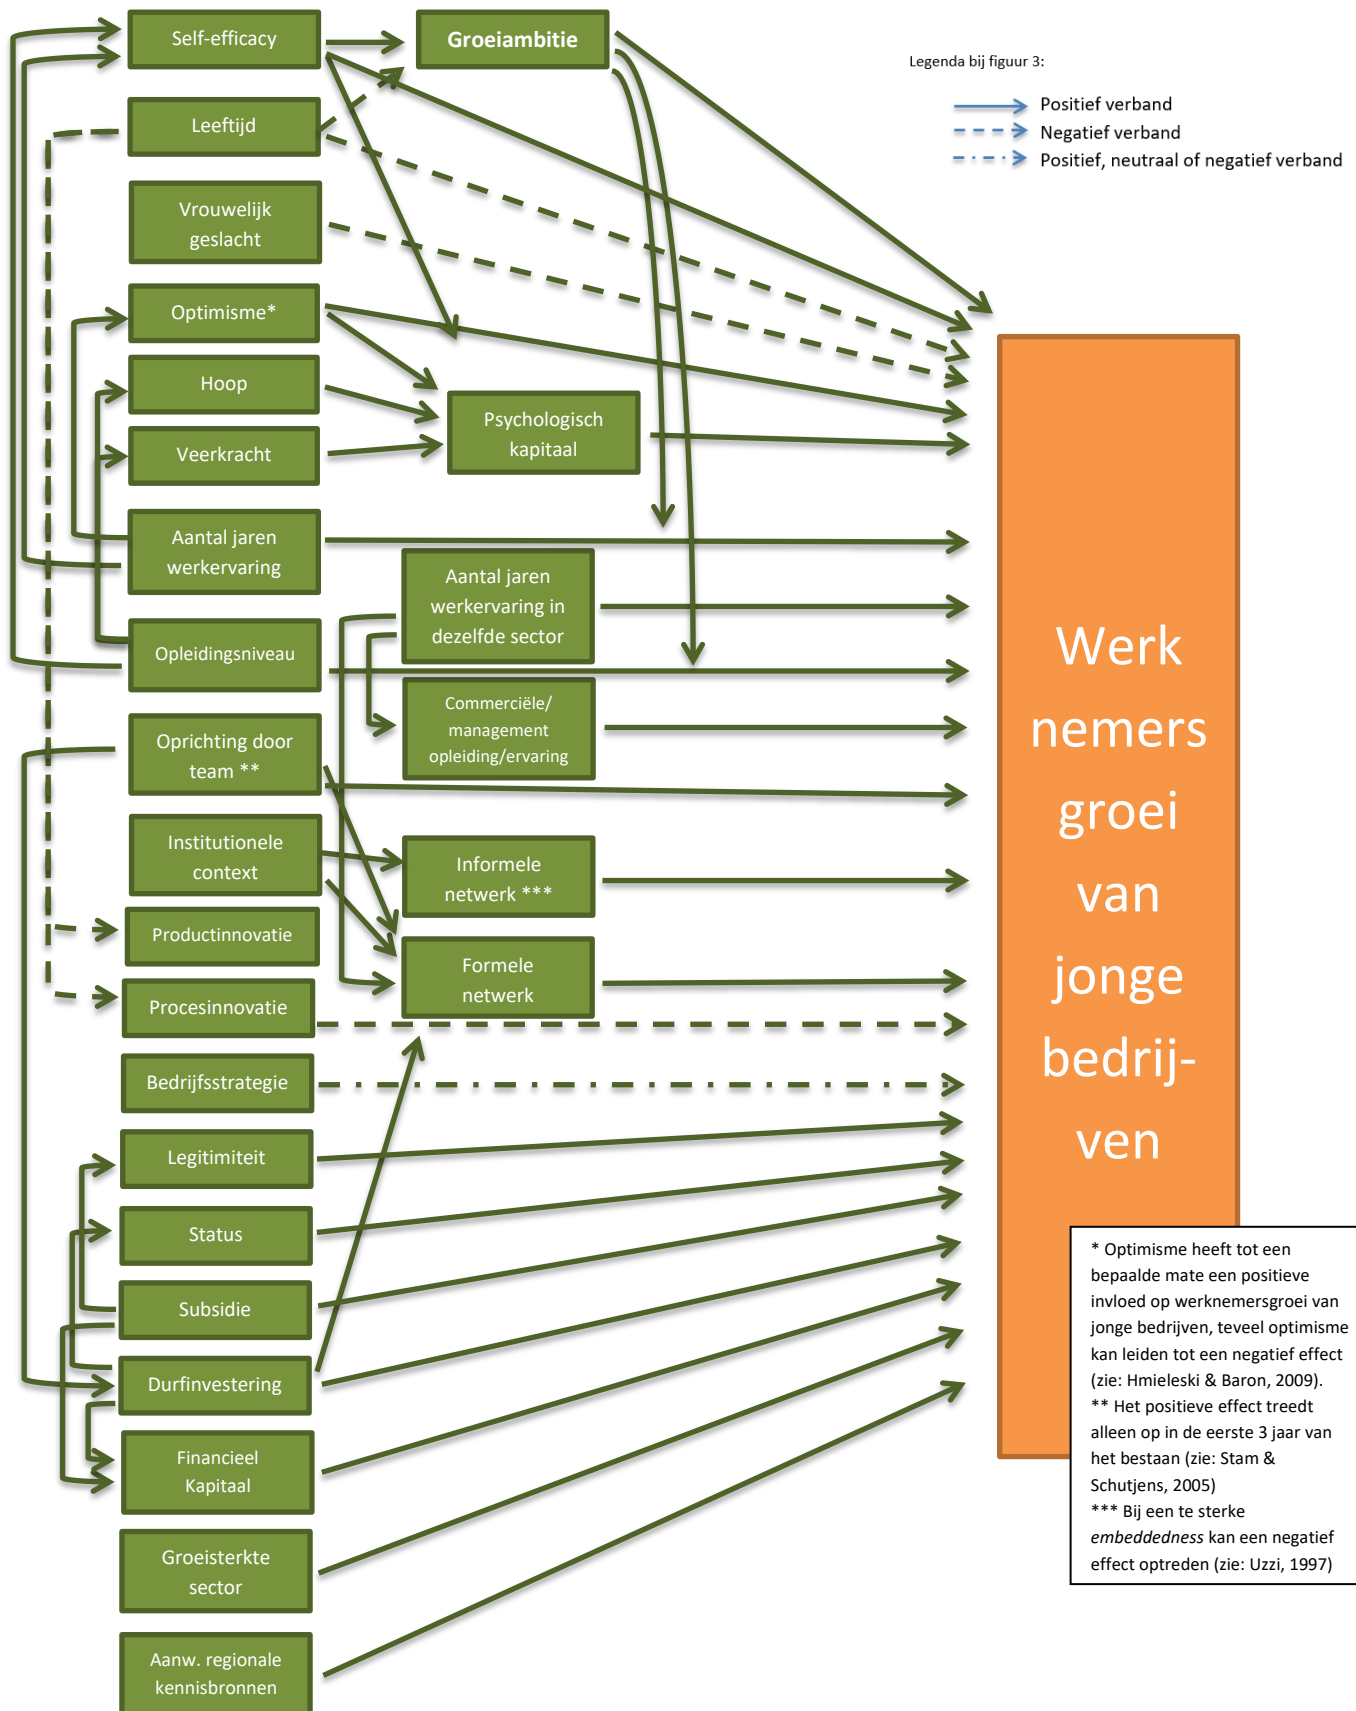 Self-efficacy
Groeiambitie
Legenda bij figuur 3:
Positief verband
Negatief verband
Positief, neutraal of negatief verband
Leeftijd
Vrouwelijk
geslacht
Optimisme*
Hoop
Veerkracht
Psychologisch
kapitaal
Aantal jaren
werkervaring
Aantal jaren
werkervaring in
dezelfde sector
Opleidingsniveau
Commerciële/
management
opleiding/ervaring
Oprichting door
team **
Institutionele
context
Informele
netwerk ***
Productinnovatie
Formele
netwerk
Procesinnovatie
Bedrijfsstrategie
Legitimiteit
Status
Subsidie
Durfinvestering
Financieel
Kapitaal
Groeisterkte
sector
Aanw. regionale
kennisbronnen
Werk
nemers
groei
van
jonge
bedrij-
ven
* Optimisme heeft tot een
bepaalde mate een positieve
invloed op werknemersgroei van
jonge bedrijven, teveel optimisme
kan leiden tot een negatief effect
(zie: Hmieleski & Baron, 2009).
** Het positieve effect treedt
alleen op in de eerste 3 jaar van
het bestaan (zie: Stam &
Schutjens, 2005)
*** Bij een te sterke
embeddedness kan een negatief
effect optreden (zie: Uzzi, 1997)